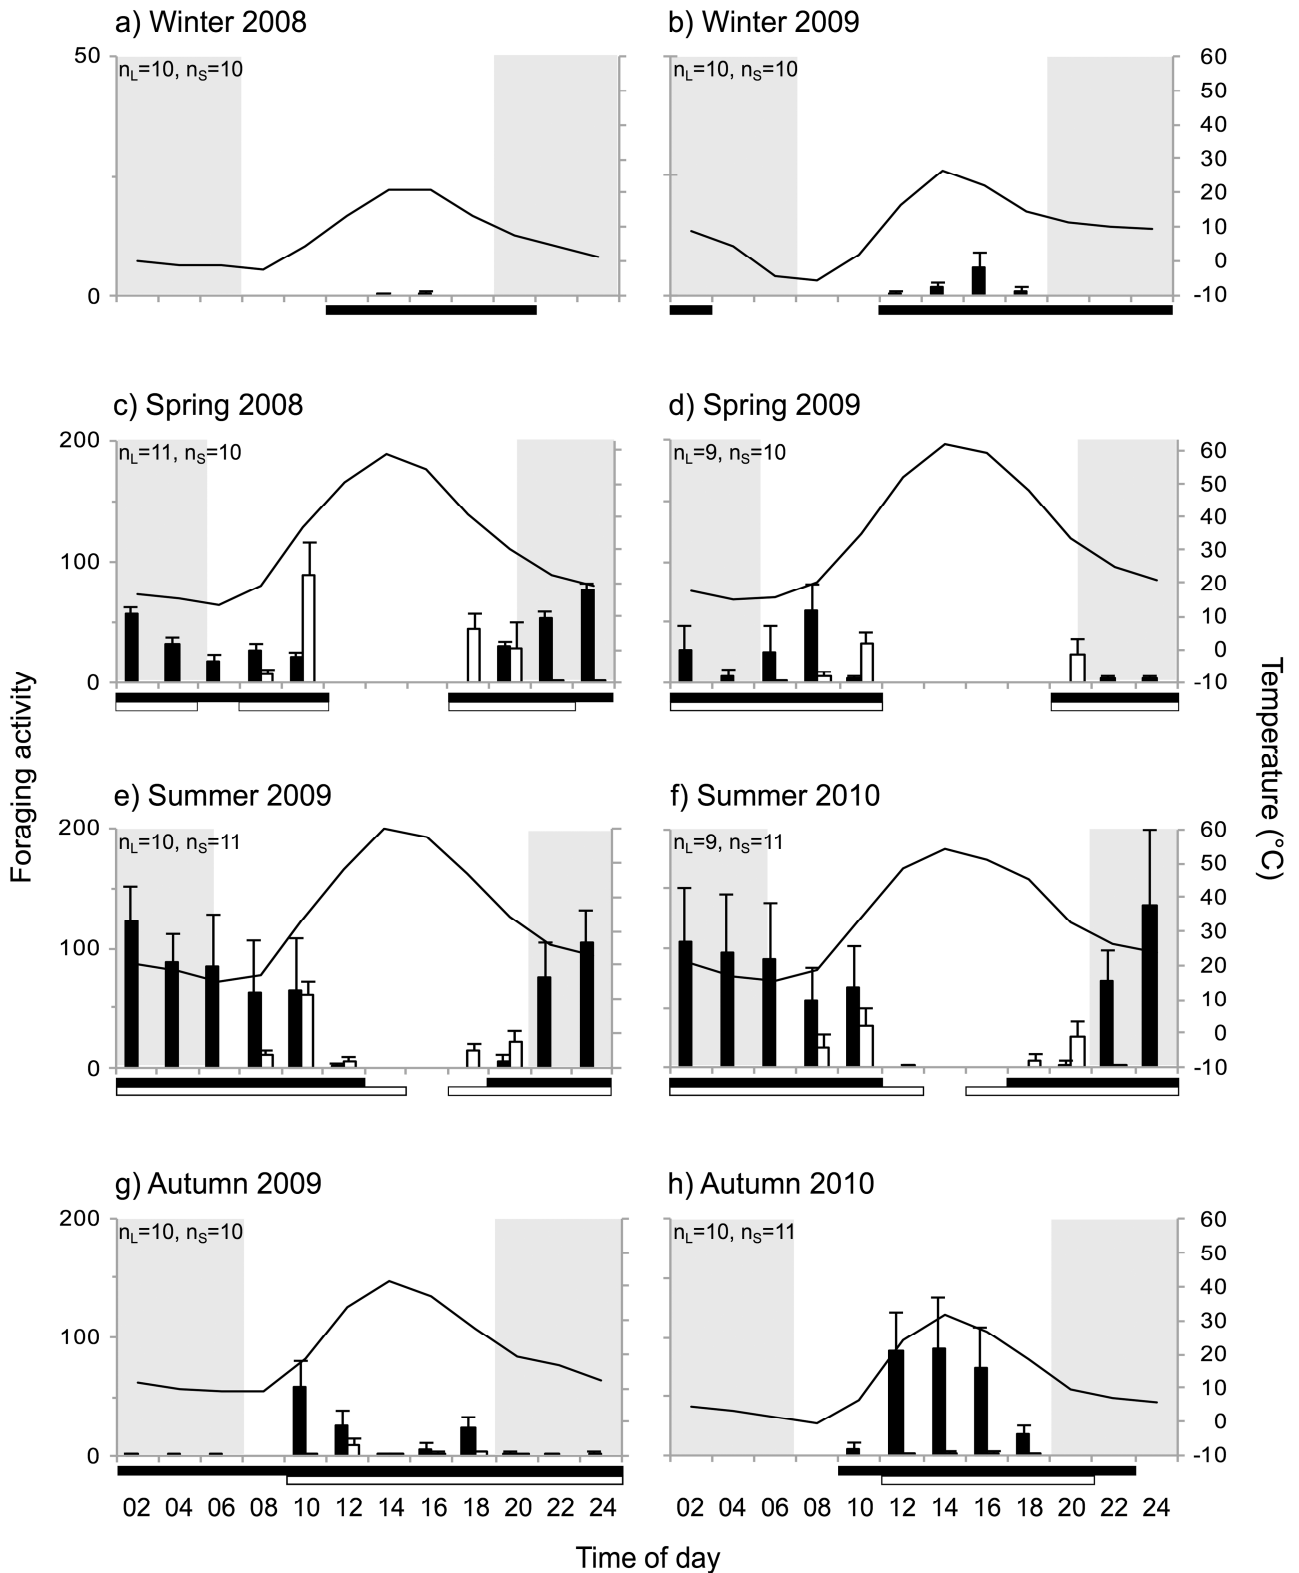 a) Winter 2008
b) Winter 2009
50
nL=10, nS=10
0
nL=10, nS=10
60
50
40
30
20
10
0
-10
c) Spring 2008
d) Spring 2009
200
100
0
nL=11, nS=10
nL=9, nS=10
60
50
40
30
20
10
0
-10
Foraging activity
Temperature (°C)
e) Summer 2009
f) Summer 2010
200
100
0
nL=10, nS=11
nL=9, nS=11
60
50
40
30
20
10
0
-10
g) Autumn 2009
h) Autumn 2010
200
100
0
nL=10, nS=10
nL=10, nS=11
60
50
40
30
20
10
0
-10
02 04 06 08 10 12 14 16 18 20 22 24
02 04 06 08 10 12 14 16 18 20 22 24
Time of day